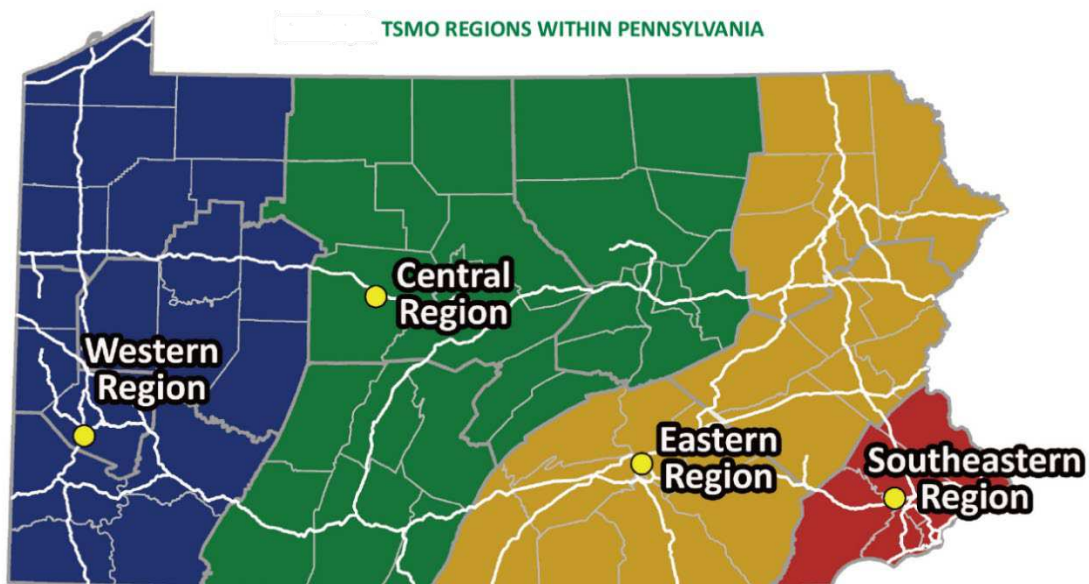 TSMO REGIONS WITHIN PENNSYLVANIA
Central
Region
Western
Region
Eastern
Region
Southeastern
Region